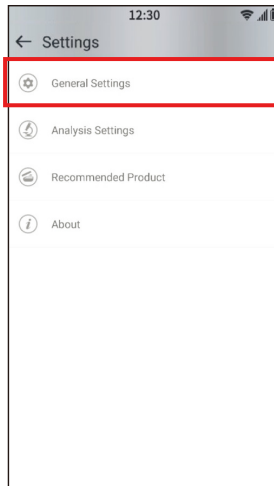 12:30
Settings
General Settings
Analysis Settings
Recommended Product
About